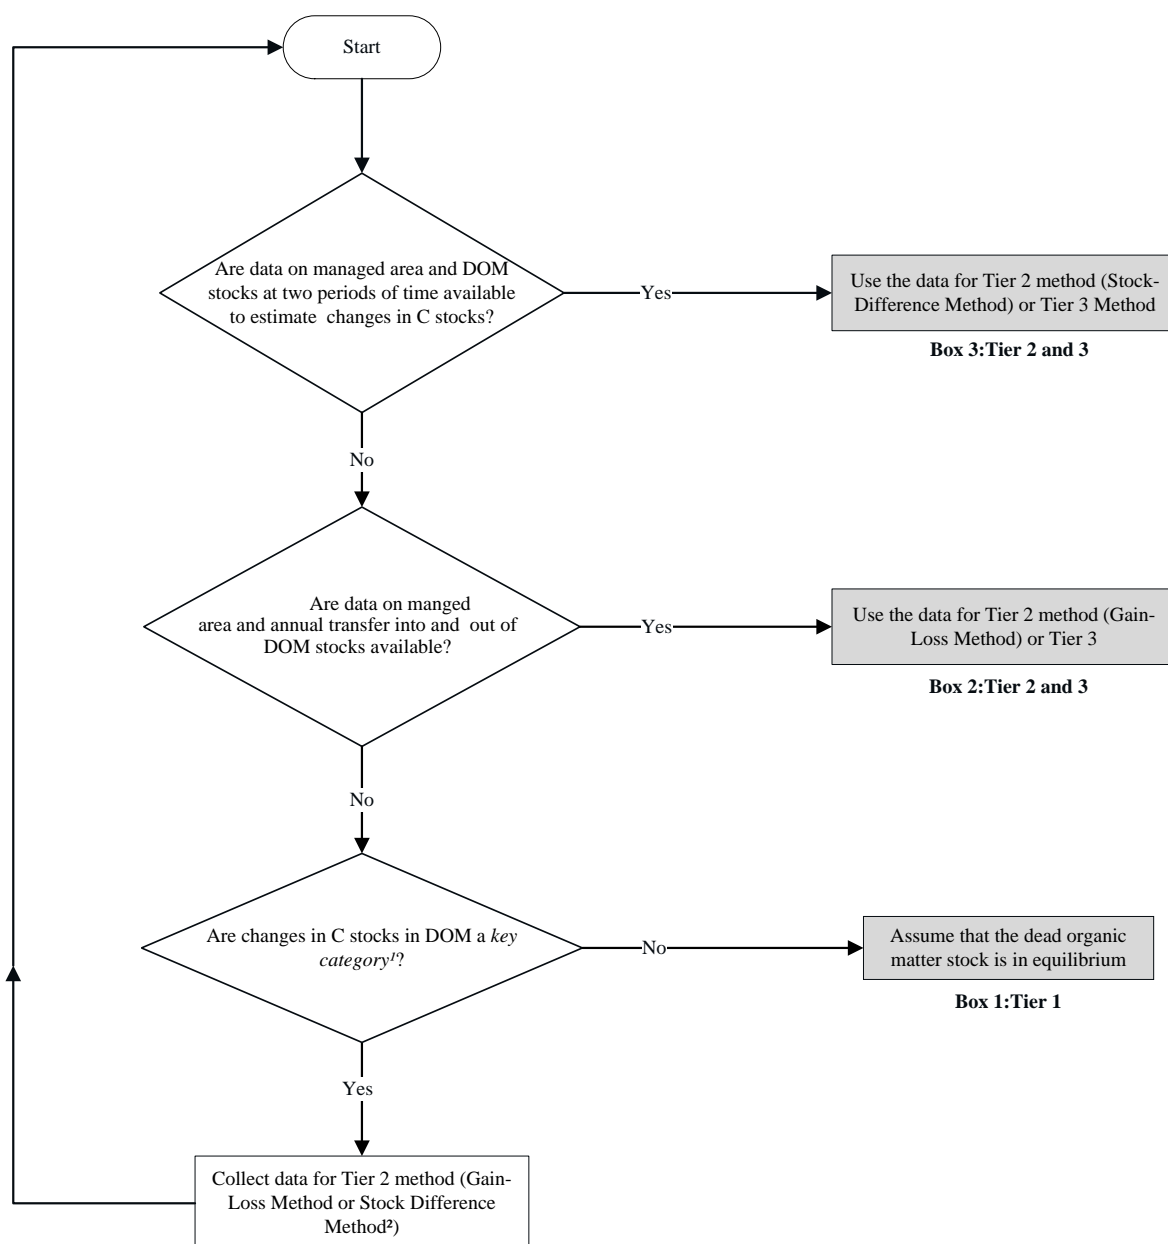 Start
Are data on managed area and DOM
stocks at two periods of time available
to estimate changes in C stocks?
Yes
Use the data for Tier 2 method (Stock-
Difference Method) or Tier 3 Method
Box 3:Tier 2 and 3
No
Are data on manged
area and annual transfer into and out of
DOM stocks available?
Yes
Use the data for Tier 2 method (Gain-
Loss Method) or Tier 3
Box 2:Tier 2 and 3
No
Are changes in C stocks in DOM a key
category¹?
No
Assume that the dead organic
matter stock is in equilibrium
Box 1:Tier 1
Yes
Collect data for Tier 2 method (Gain-
Loss Method or Stock Difference
Method²)